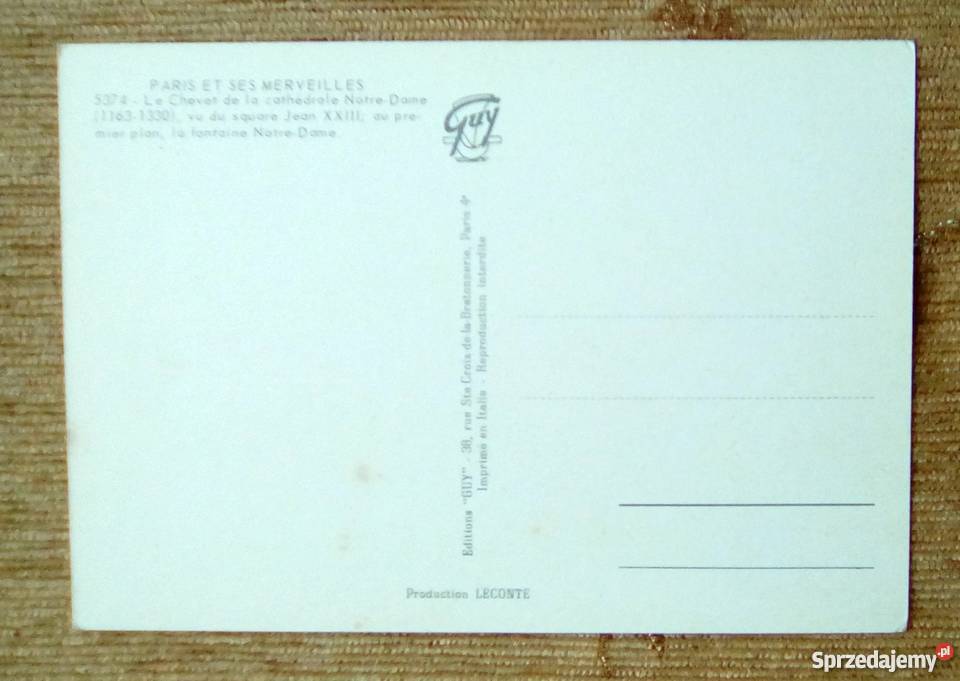 PARIS ET SES MERVEILLES
5374 - Le Chevet de la cathédrale Notre-Dame
(1163-1330), vu du square Jean XXIII; au pre-
mier plan, la fontaine Notre-Dame.
Guy
Editions "GUY" - 38, rue Ste Croix-de-la-Bretonnerie, Paris 4e
Imprimé en Italie - Reproduction interdite
Production LECONTE
Sprzedajemy.pl